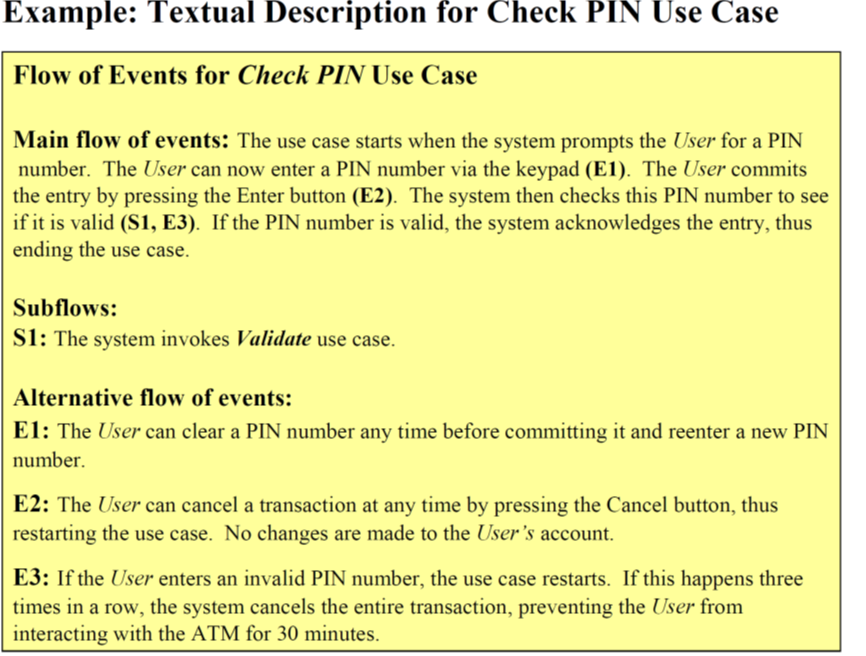 Example: Textual Description for Check PIN Use Case
Flow of Events for Check PIN Use Case
Main flow of events: The use case starts when the system prompts the User for a PIN
number. The User can now enter a PIN number via the keypad (E1). The User commits
the entry by pressing the Enter button (E2). The system then checks this PIN number to see
if it is valid (S1, E3). If the PIN number is valid, the system acknowledges the entry, thus
ending the use case.
Subflows:
S1: The system invokes Validate use case.
Alternative flow of events:
E1: The User can clear a PIN number any time before committing it and reenter a new PIN
number.
E2: The User can cancel a transaction at any time by pressing the Cancel button, thus
restarting the use case. No changes are made to the User's account.
E3: If the User enters an invalid PIN number, the use case restarts. If this happens three
times in a row, the system cancels the entire transaction, preventing the User from
interacting with the ATM for 30 minutes.